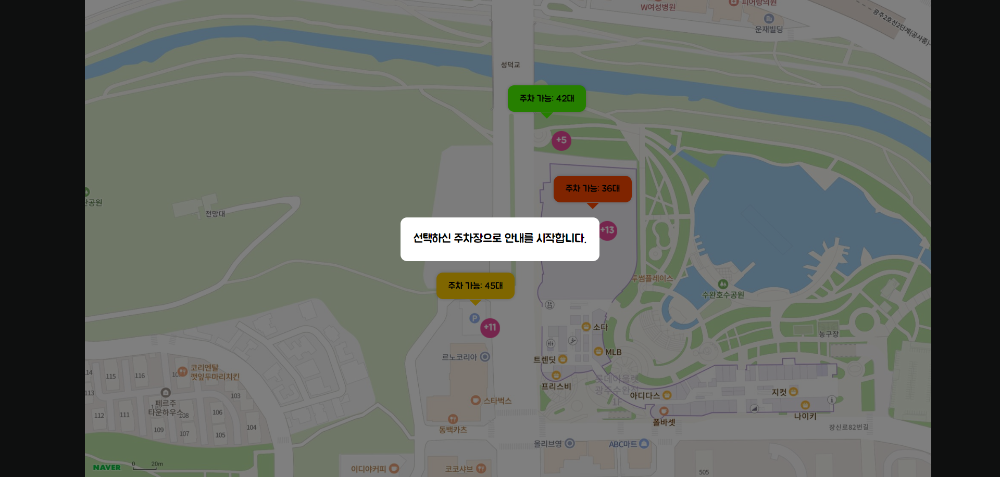 W여성병원
피어랑의원
운재빌딩
광주2호선2단계(공사중)
성덕교
주차 가능: 42대
+5
주차 가능: 36대
공원
전망대
+13
선택하신 주차장으로 안내를 시작합니다.
투썸플레이스
주차 가능: 45대
수완호수공원
P
+11
소다
농구장
르노코리아
MLB
트렌딧
코리엔탈
깻잎두마리치킨
114
115
116
프리스비
롯데아울렛
광주수완점
1F
113
103
아디다스
지컷
페르주
타운하우스
스타벅스
112
111
108
106
나이키
폴바셋
109
107
105
104
동백카츠
장신로82번길
올리브영
ABC마트
NAVER
0
20m
이디야커피
코코샤브
505